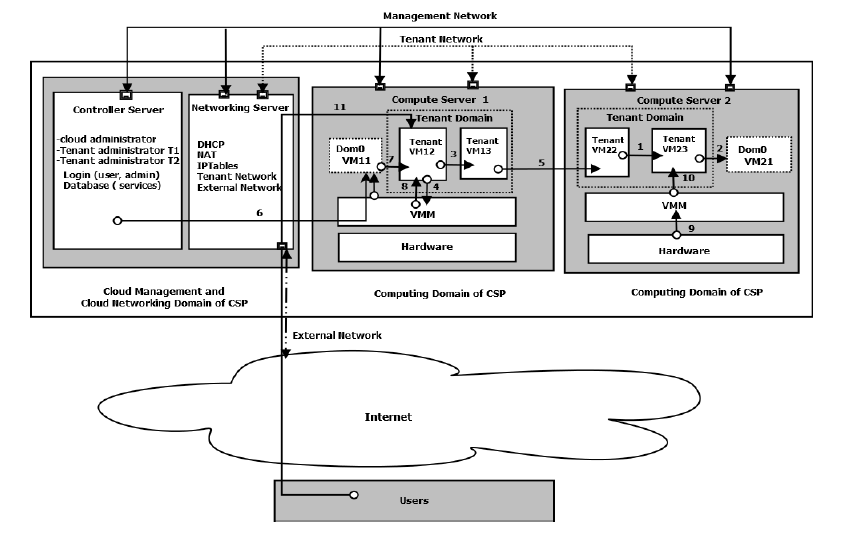 Management Network
Tenant Network
Controller Server
-cloud administrator
-Tenant administrator T1
-Tenant administrator T2
Login (user, admin)
Database ( services)
Networking Server
DHCP
NAT
IPTables
Tenant Network
External Network
11
Compute Server 1
Tenant Domain
Dom0
VM11
7
Tenant
VM12
3
Tenant
VM13
8
4
5
6
VMM
Hardware
Compute Server 2
Tenant Domain
Tenant
VM22
1
Tenant
VM23
2
Dom0
VM21
10
VMM
9
Hardware
Cloud Management and
Cloud Networking Domain of CSP
Computing Domain of CSP
Computing Domain of CSP
External Network
Internet
Users